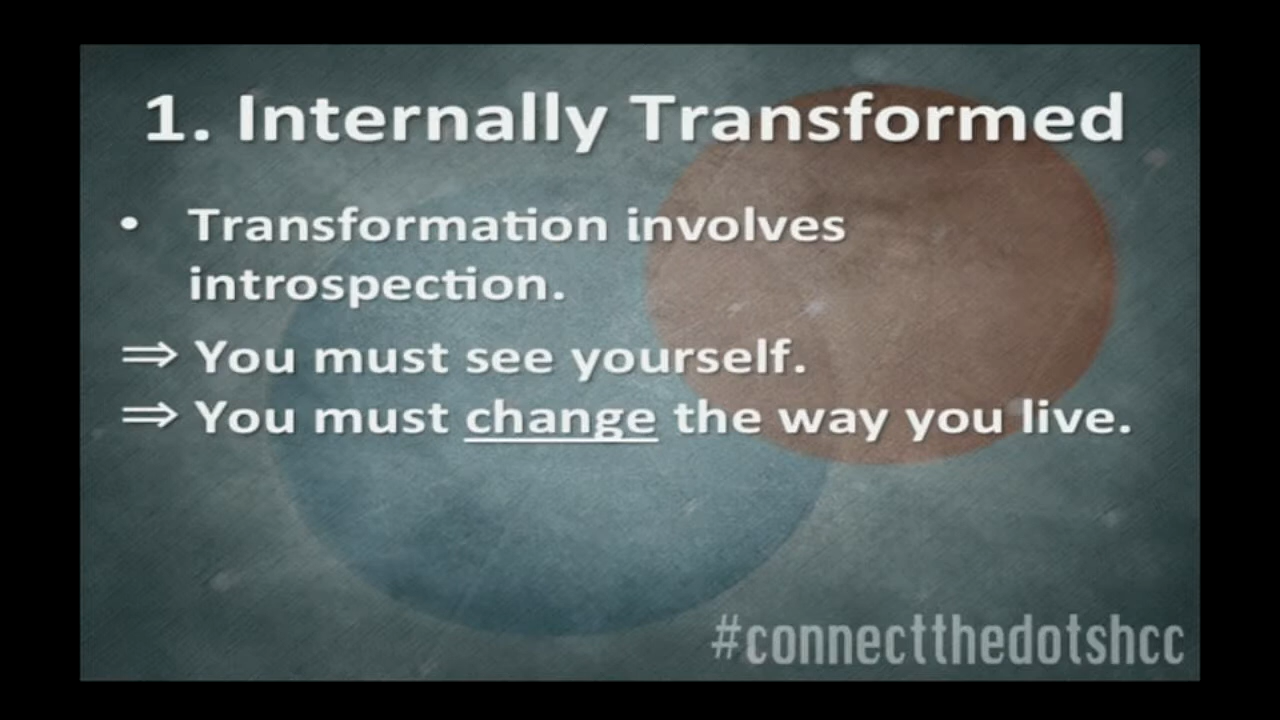 1. Internally Transformed
• Transformation involves
introspection.
⇒ You must see yourself.
⇒ You must change the way you live.
#connectthedotshcc